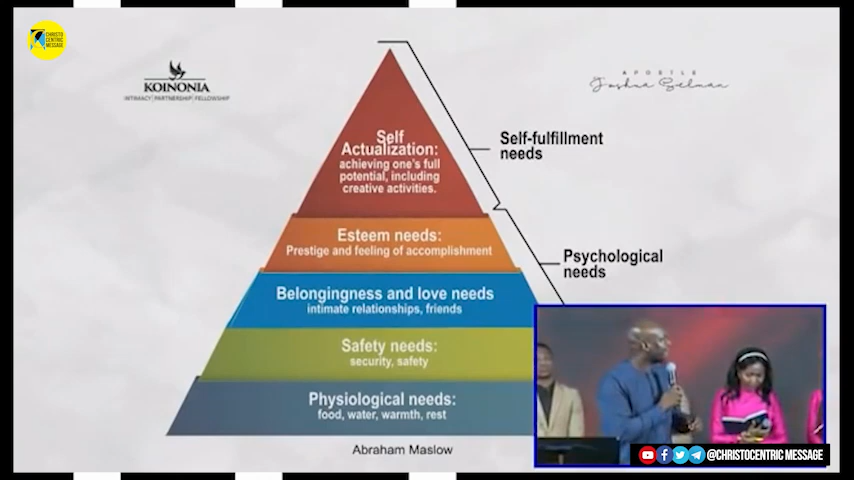 CHRISTO
CENTRIC
MESSAGE
KOINONIA
INTIMACY | PARTNERSHIP | FELLOWSHIP
APOSTLE
Joshua Selman
Self
Actualization:
achieving one's full
potential, including
creative activities.
Self-fulfillment
needs
Esteem needs:
Prestige and feeling of accomplishment
Psychological
needs
Belongingness and love needs
intimate relationships, friends
Safety needs:
security, safety
Physiological needs:
food, water, warmth, rest
Abraham Maslow
@CHRISTOCENTRIC MESSAGE